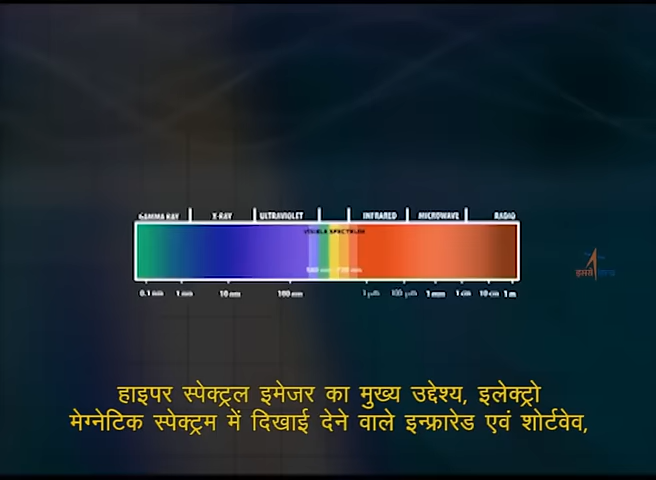 GAMMA RAY X-RAY ULTRAVIOLET INFRARED MICROWAVE RADIO
VISIBLE SPECTRUM
0.1 nm 1 nm 10 nm 100 nm 1 μm 100 μm 1 mm 1 cm 10 cm 1 m
इसरो isro
हाइपर स्पेक्ट्रल इमेजर का मुख्य उद्देश्य, इलेक्ट्रो
मेग्नेटिक स्पेक्ट्रम में दिखाई देने वाले इन्फ्रारेड एवं शोर्टवेव,